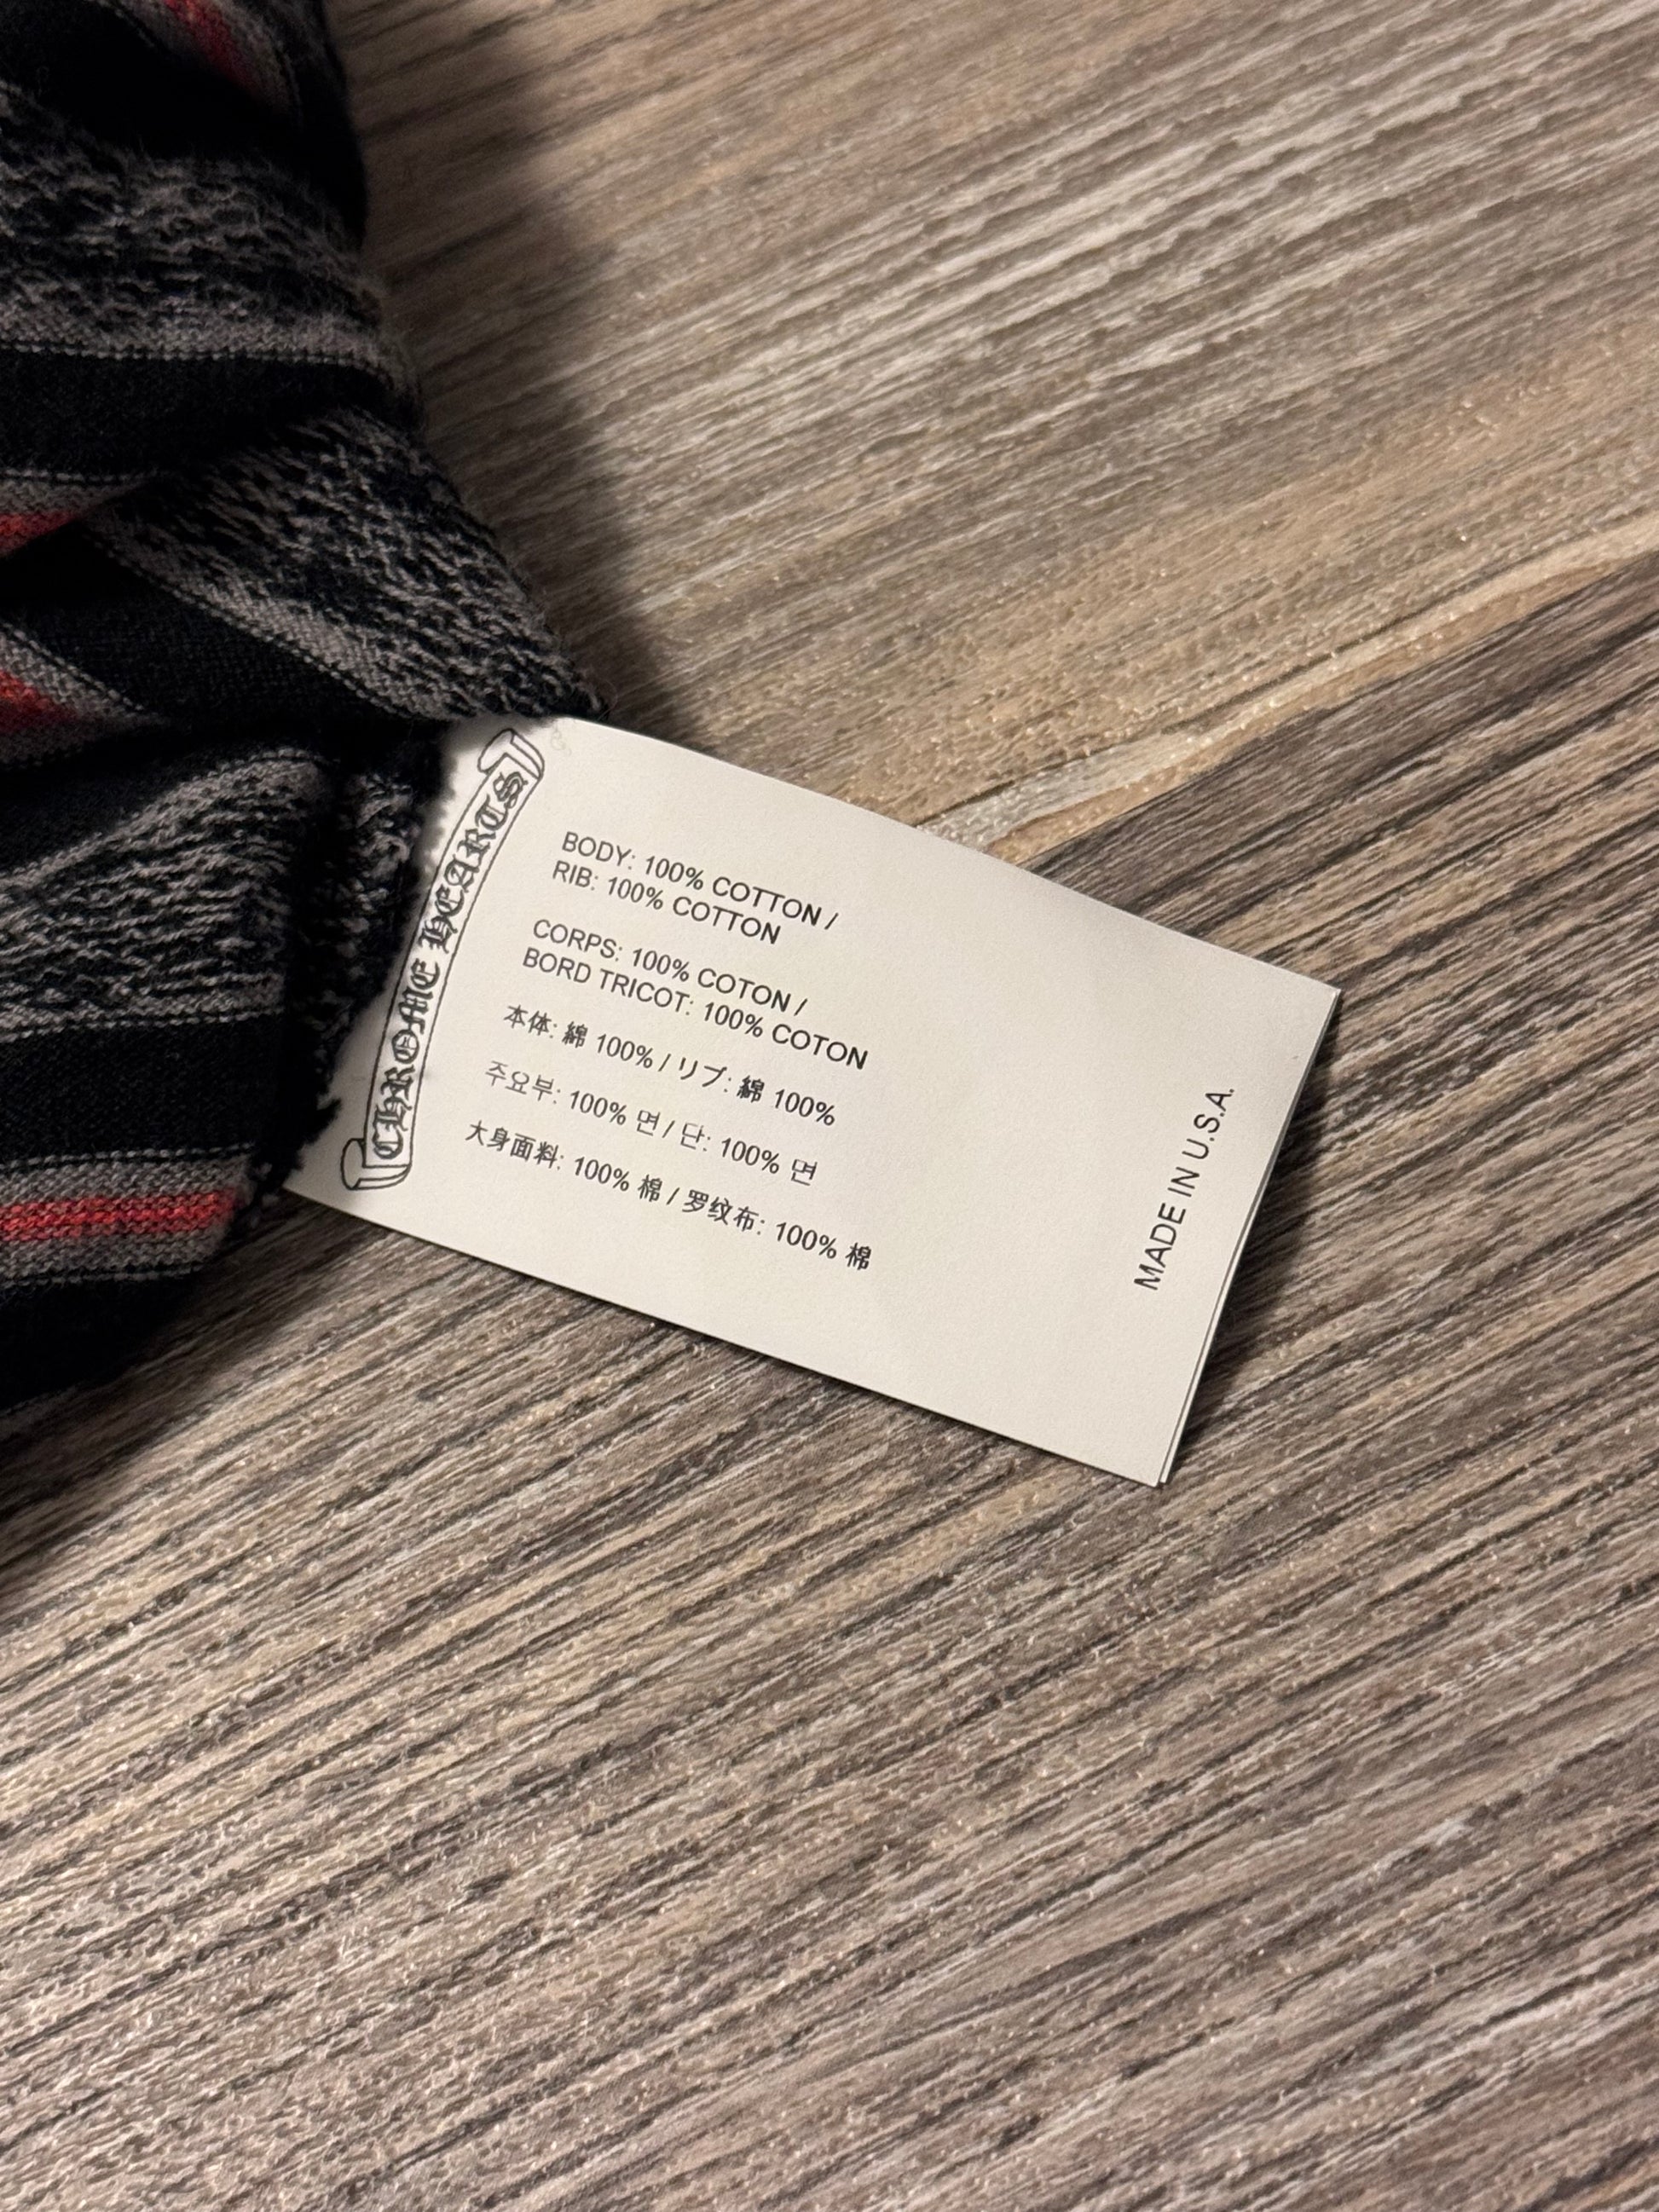 CHROME HEARTS
BODY: 100% COTTON /
RIB: 100% COTTON
CORPS: 100% COTON /
BORD TRICOT: 100% COTON
本体: 綿 100% / リブ: 綿 100%
주요부: 100% 면 / 단: 100% 면
大身面料: 100% 棉 / 罗纹布: 100% 棉
MADE IN U.S.A.